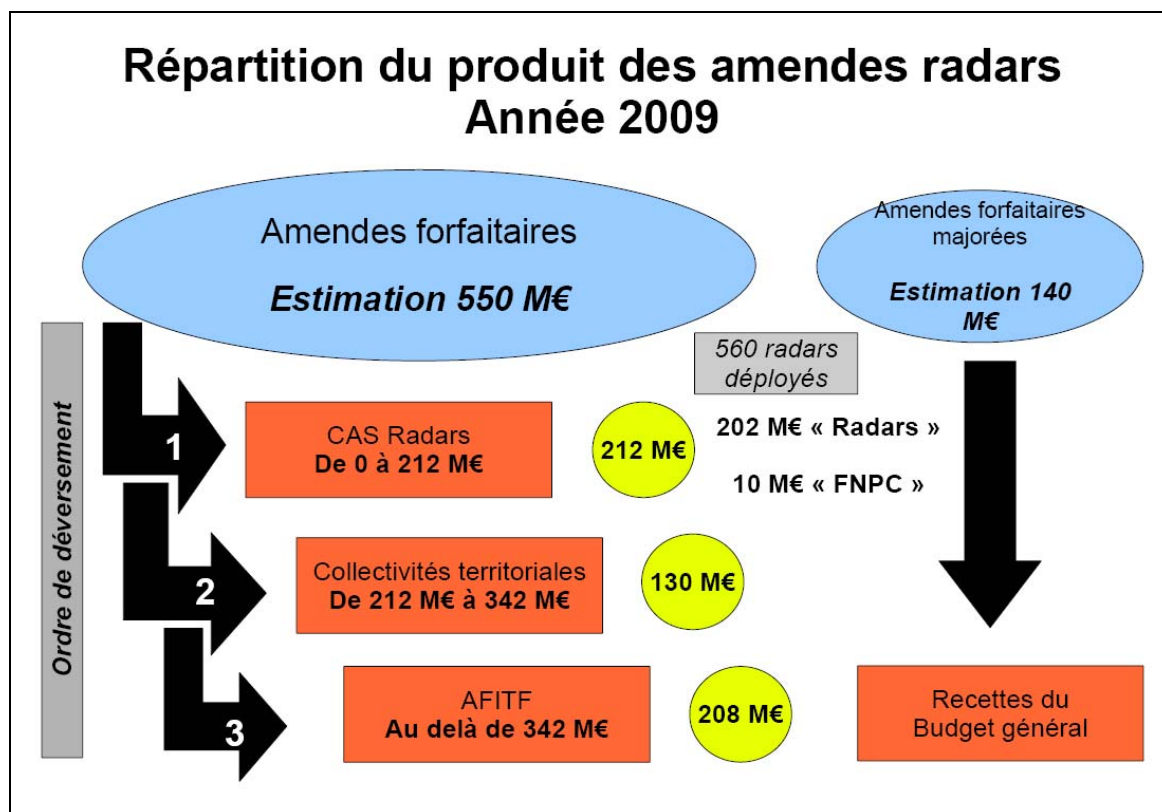 Répartition du produit des amendes radars
Année 2009
Amendes forfaitaires
Estimation 550 M€
Amendes forfaitaires
majorées
Estimation 140
M€
560 radars
déployés
Ordre de déversement
1
CAS Radars
De 0 à 212 M€
212 M€
202 M€ « Radars »
10 M€ « FNPC »
2
Collectivités territoriales
De 212 M€ à 342 M€
130 M€
3
AFITF
Au delà de 342 M€
208 M€
Recettes du
Budget général